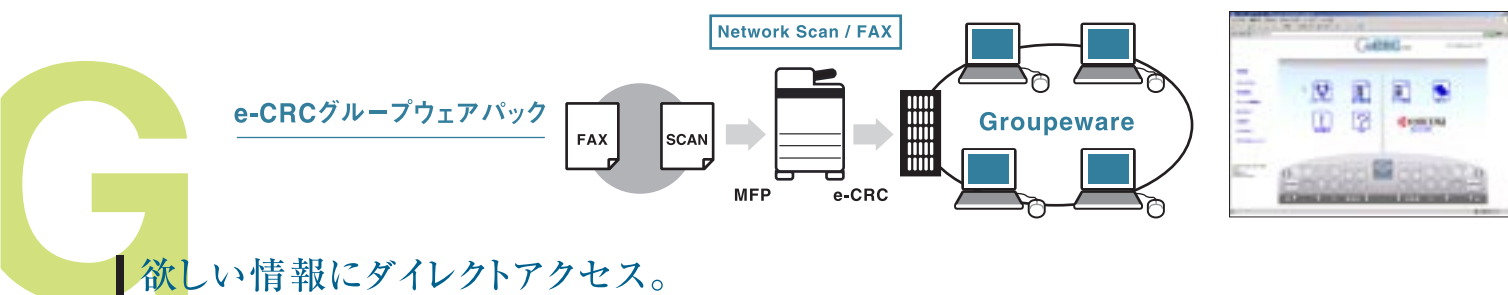 G
e-CRCグループウェアパック
Network Scan / FAX
FAX
SCAN
MFP
e-CRC
Groupeware
欲しい情報にダイレクトアクセス。